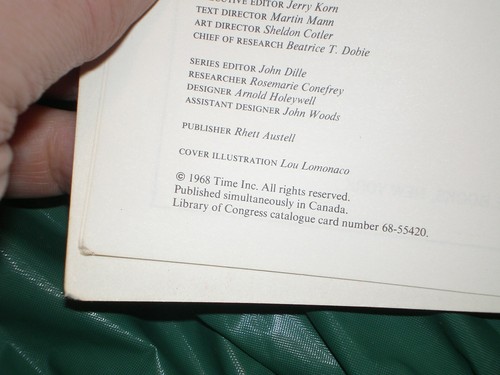 EDITOR Jerry Korn
TEXT DIRECTOR Martin Mann
ART DIRECTOR Sheldon Cotler
CHIEF OF RESEARCH Beatrice T. Dobie
SERIES EDITOR John Dille
RESEARCHER Rosemarie Conefrey
DESIGNER Arnold Holeywell
ASSISTANT DESIGNER John Woods
PUBLISHER Rhett Austell
COVER ILLUSTRATION Lou Lomonaco
© 1968 Time Inc. All rights reserved.
Published simultaneously in Canada.
Library of Congress catalogue card number 68-55420.